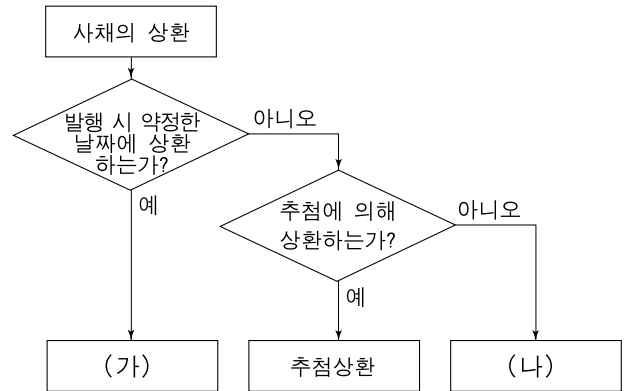 사채의 상환
발행 시 약정한
날짜에 상환
하는가?
아니오
예
추첨에 의해
상환하는가?
아니오
예
(가)
추첨상환
(나)